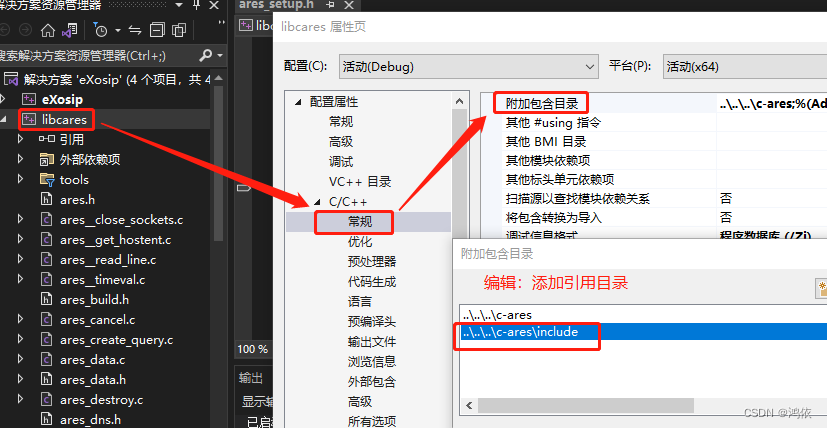 解决方案资源管理器
搜索解决方案资源管理器(Ctrl+;)
解决方案 'eXosip' (4 个项目，共 4
eXosip
libcares
引用
外部依赖项
tools
ares.h
ares__close_sockets.c
ares__get_hostent.c
ares__read_line.c
ares__timeval.c
ares_build.h
ares_cancel.c
ares_create_query.c
ares_data.c
ares_data.h
ares_destroy.c
ares_dns.h
ares_setup.h
libc
100 %
输出
显示输
已启
libcares 属性页
配置(C):
活动(Debug)
平台(P):
活动(x64)
配置属性
常规
高级
调试
VC++ 目录
C/C++
常规
优化
预处理器
代码生成
语言
预编译头
输出文件
浏览信息
外部包含
高级
所有选项
附加包含目录
..\..\..\c-ares;%(Ad
其他 #using 指令
其他 BMI 目录
其他模块依赖项
其他标头单元依赖项
扫描源以查找模块依赖关系
否
将包含转换为导入
否
调试信息格式
程序数据库 (/Zi)
附加包含目录
编辑：添加引用目录
..\..\..\c-ares
..\..\..\c-ares\include
CSDN @鸿依